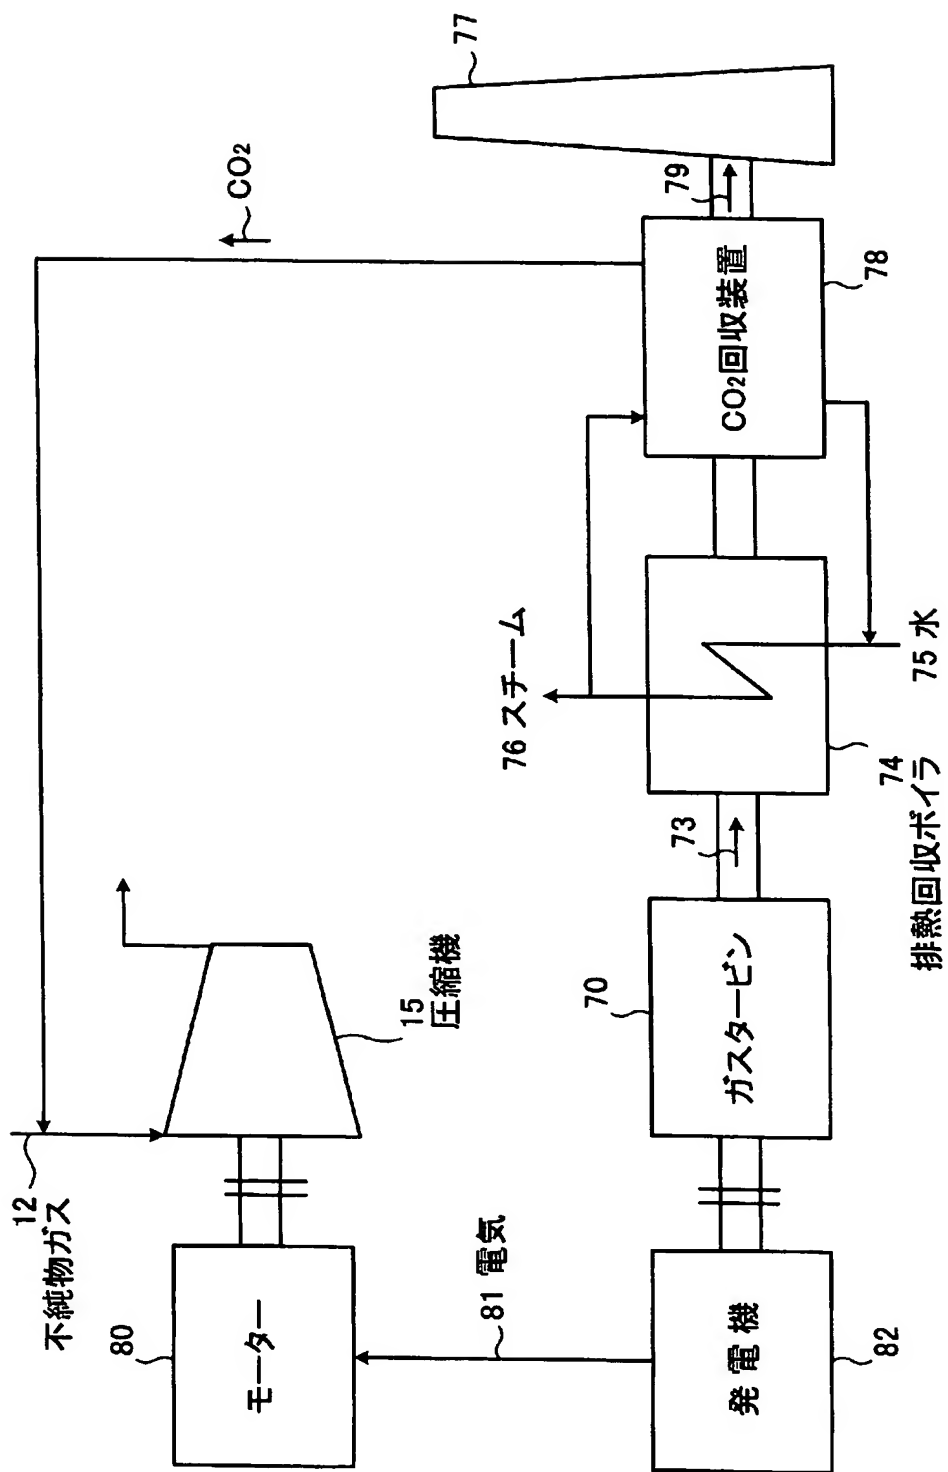 12
不純物ガス
80
モーター
15
圧縮機
81 電気
CO2
77
発電機
82
70
ガスタービン
73
76 スチーム
74
排熱回収ボイラ
75 水
CO2回収装置
78
79